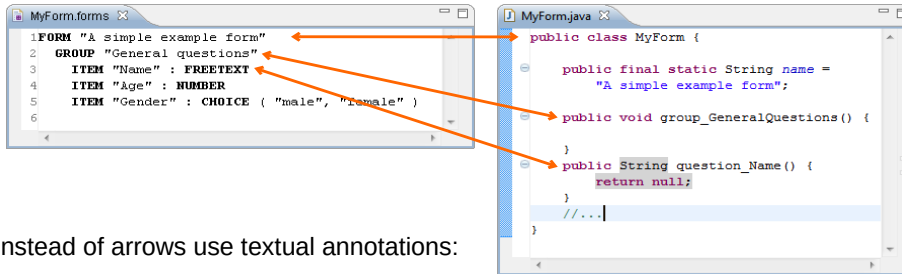 MyForm.forms
1 FORM "A simple example form"
2 GROUP "General questions"
3 ITEM "Name" : FREETEXT
4 ITEM "Age" : NUMBER
5 ITEM "Gender" : CHOICE ( "male", "female" )
6
MyForm.java
public class MyForm {
public final static String name =
"A simple example form";
public void group_GeneralQuestions() {
}
public String question_Name() {
return null;
}
//...
}
nstead of arrows use textual annotations: